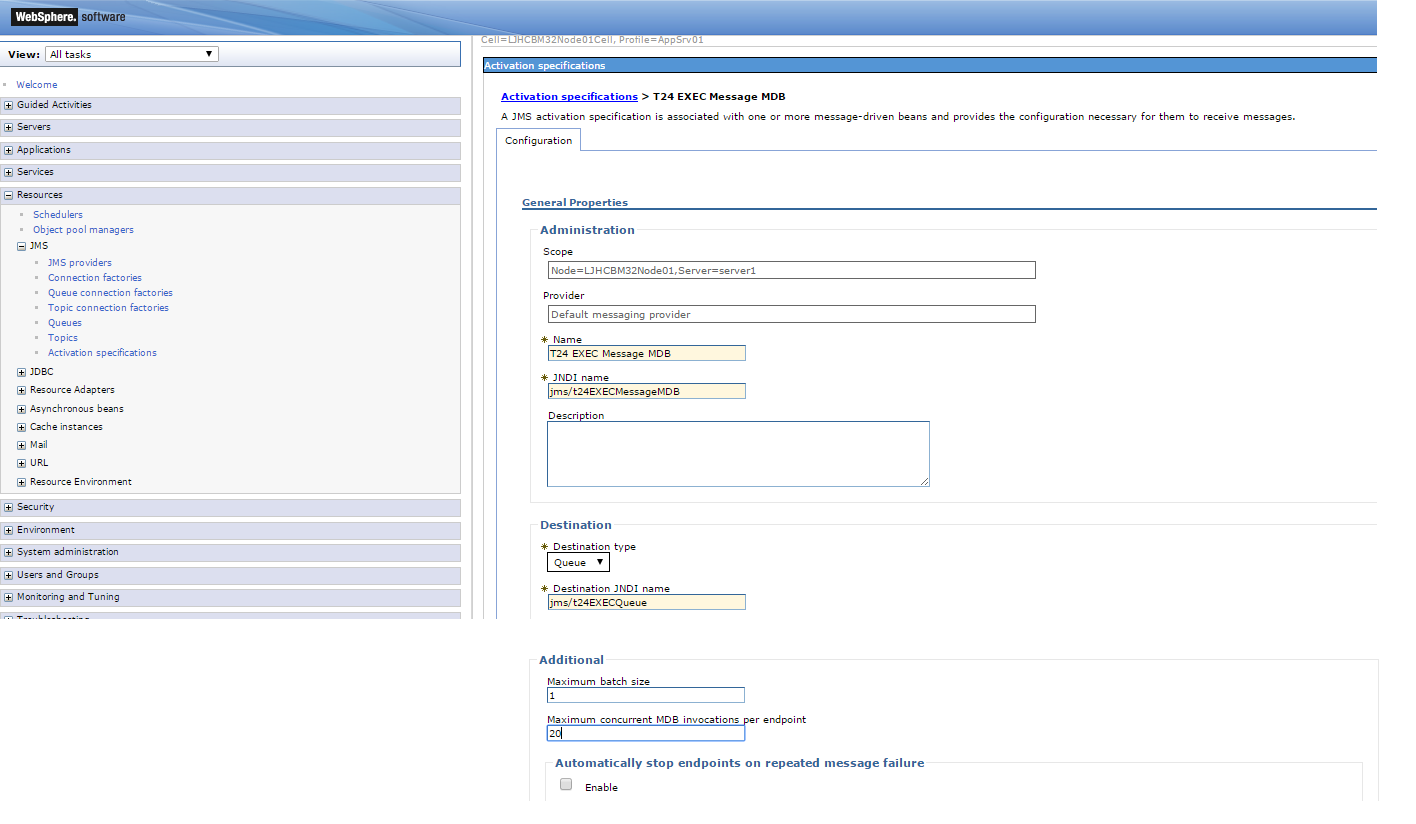 WebSphere. software
View: All tasks
Welcome
Guided Activities
Servers
Applications
Services
Resources
Schedulers
Object pool managers
JMS
JMS providers
Connection factories
Queue connection factories
Topic connection factories
Queues
Topics
Activation specifications
JDBC
Resource Adapters
Asynchronous beans
Cache instances
Mail
URL
Resource Environment
Security
Environment
System administration
Users and Groups
Monitoring and Tuning
Troubleshooting
Cell=LJHCBM32Node01Cell, Profile=AppSrv01
Activation specifications
Activation specifications > T24 EXEC Message MDB
A JMS activation specification is associated with one or more message-driven beans and provides the configuration necessary for them to receive messages.
Configuration
General Properties
Administration
Scope
Node=LJHCBM32Node01,Server=server1
Provider
Default messaging provider
Name
T24 EXEC Message MDB
JNDI name
jms/t24EXECMessageMDB
Description
Destination
Destination type
Queue
Destination JNDI name
jms/t24EXECQueue
Additional
Maximum batch size
1
Maximum concurrent MDB invocations per endpoint
20
Automatically stop endpoints on repeated message failure
Enable